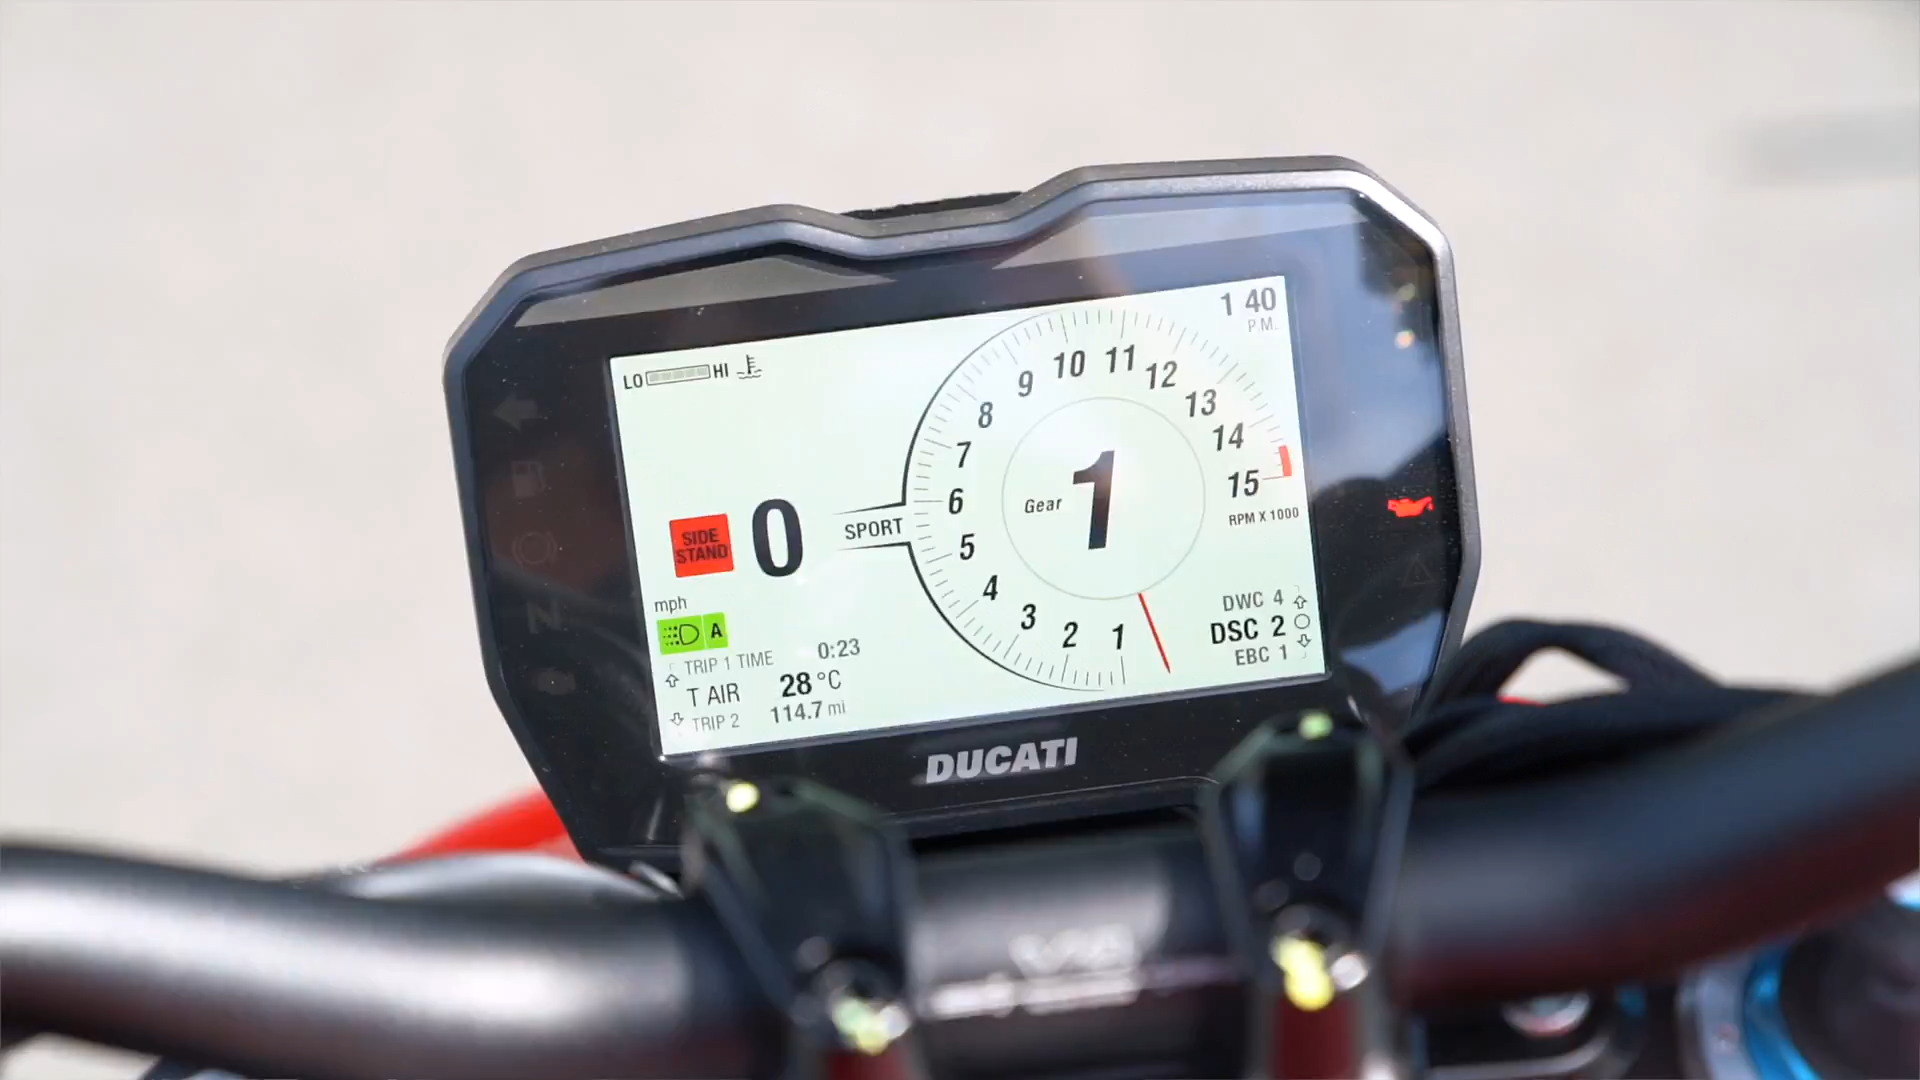 1 40
P.M.
LO HI
10 11
9 12
8 13
7 14
6 15
5
4
3
2 1
RPM X 1000
Gear 1
SPORT
SIDE
STAND
0
mph
A
TRIP 1 TIME 0:23
T AIR 28 °C
TRIP 2 114.7 mi
DWC 4
DSC 2
EBC 1
N
DUCATI